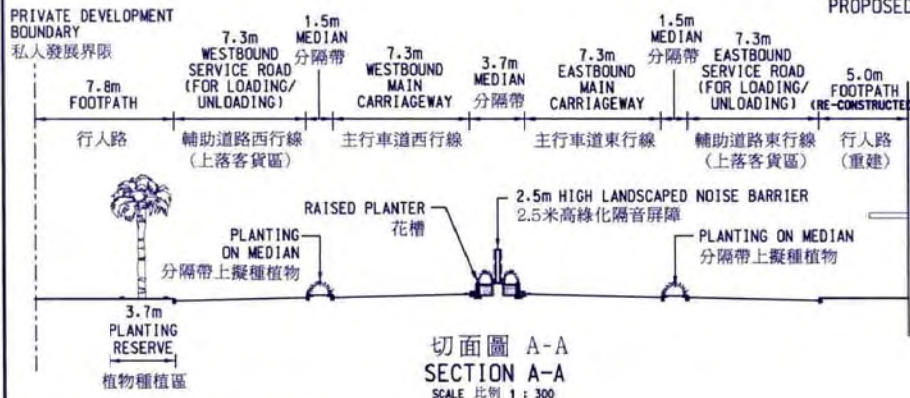 PROPOSED
PRIVATE DEVELOPMENT
BOUNDARY
私人發展界限
7.8m
FOOTPATH
行人路
7.3m
WESTBOUND
SERVICE ROAD
(FOR LOADING/
UNLOADING)
輔助道路西行線
(上落客貨區)
1.5m
MEDIAN
分隔帶
7.3m
WESTBOUND
MAIN
CARRIAGEWAY
主行車道西行線
3.7m
MEDIAN
分隔帶
7.3m
EASTBOUND
MAIN
CARRIAGEWAY
主行車道東行線
1.5m
MEDIAN
分隔帶
7.3m
EASTBOUND
SERVICE ROAD
(FOR LOADING/
UNLOADING)
輔助道路東行線
(上落客貨區)
5.0m
FOOTPATH
(RE-CONSTRUCTED
行人路
(重建)
PLANTING
ON MEDIAN
分隔帶上擬種植物
RAISED PLANTER
花槽
2.5m HIGH LANDSCAPED NOISE BARRIER
2.5米高綠化隔音屏障
PLANTING ON MEDIAN
分隔帶上擬種植物
3.7m
PLANTING
RESERVE
植物種植區
切面圖 A-A
SECTION A-A
SCALE 比例 1 : 300